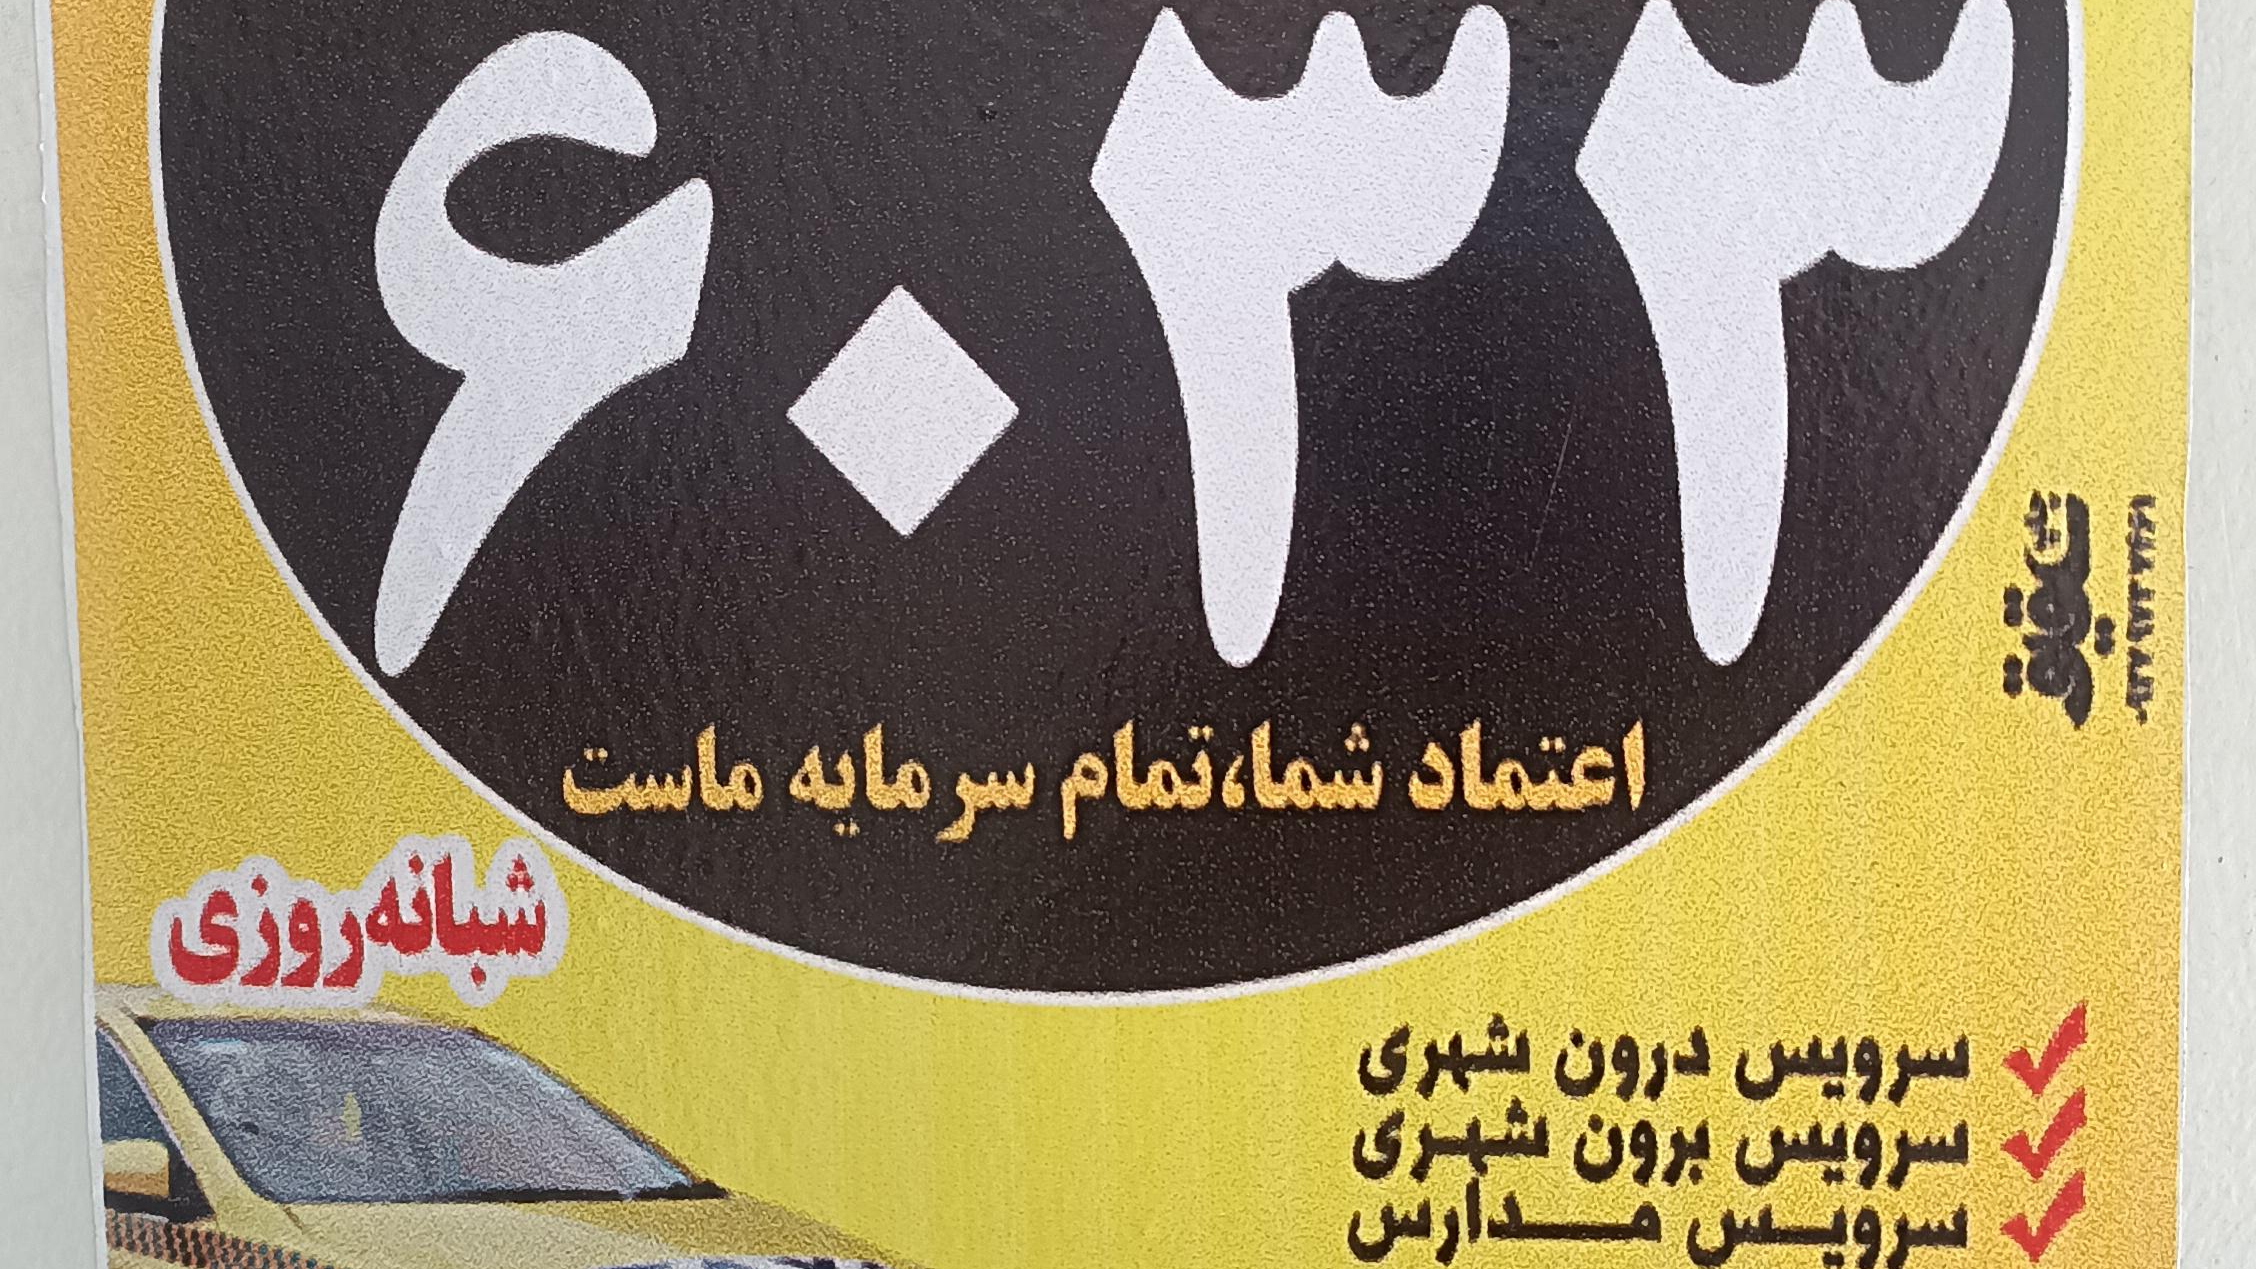 ۶۰۳۳
اعتماد شما،تمام سرمایه ماست
شبانه‌روزی
سرویس درون شهری
سرویس برون شهری
سرویس مدارس